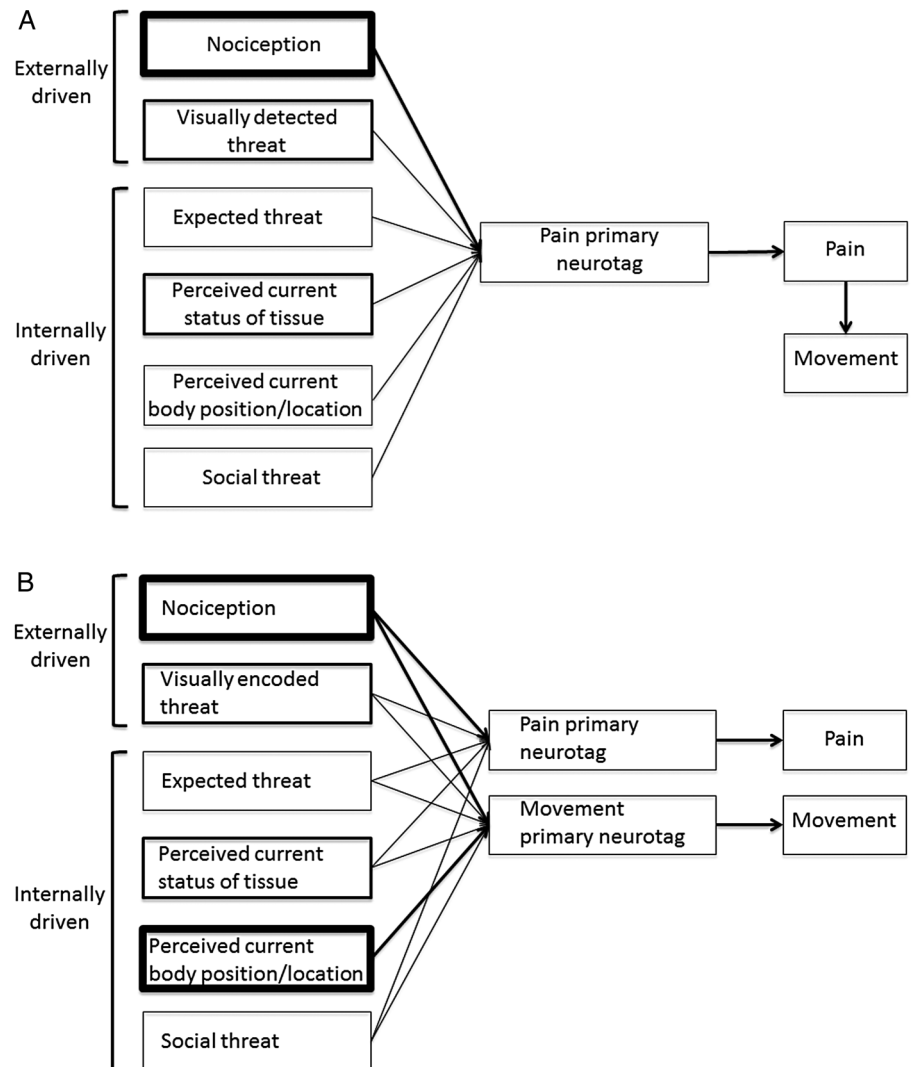 A
Externally
driven
Nociception
Visually detected
threat
Internally
driven
Expected threat
Perceived current
status of tissue
Perceived current
body position/location
Social threat
Pain primary
neurotag
Pain
Movement
B
Externally
driven
Nociception
Visually encoded
threat
Internally
driven
Expected threat
Perceived current
status of tissue
Perceived current
body position/location
Social threat
Pain primary
neurotag
Movement
primary neurotag
Pain
Movement